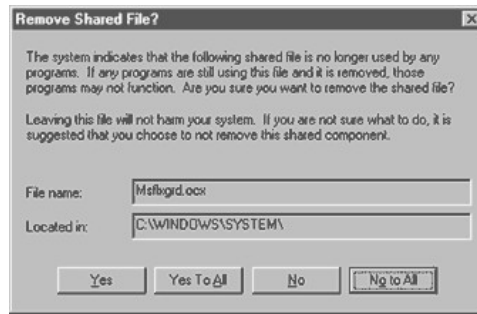 Remove Shared File?
The system indicates that the following shared file is no longer used by any
programs. If any programs are still using this file and it is removed, those
programs may not function. Are you sure you want to remove the shared file?
Leaving this file will not harm your system. If you are not sure what to do, it is
suggested that you choose to not remove this shared component.
File name: Msflxgrd.ocx
Located in: C:\WINDOWS\SYSTEM\
Yes Yes To All No No to All